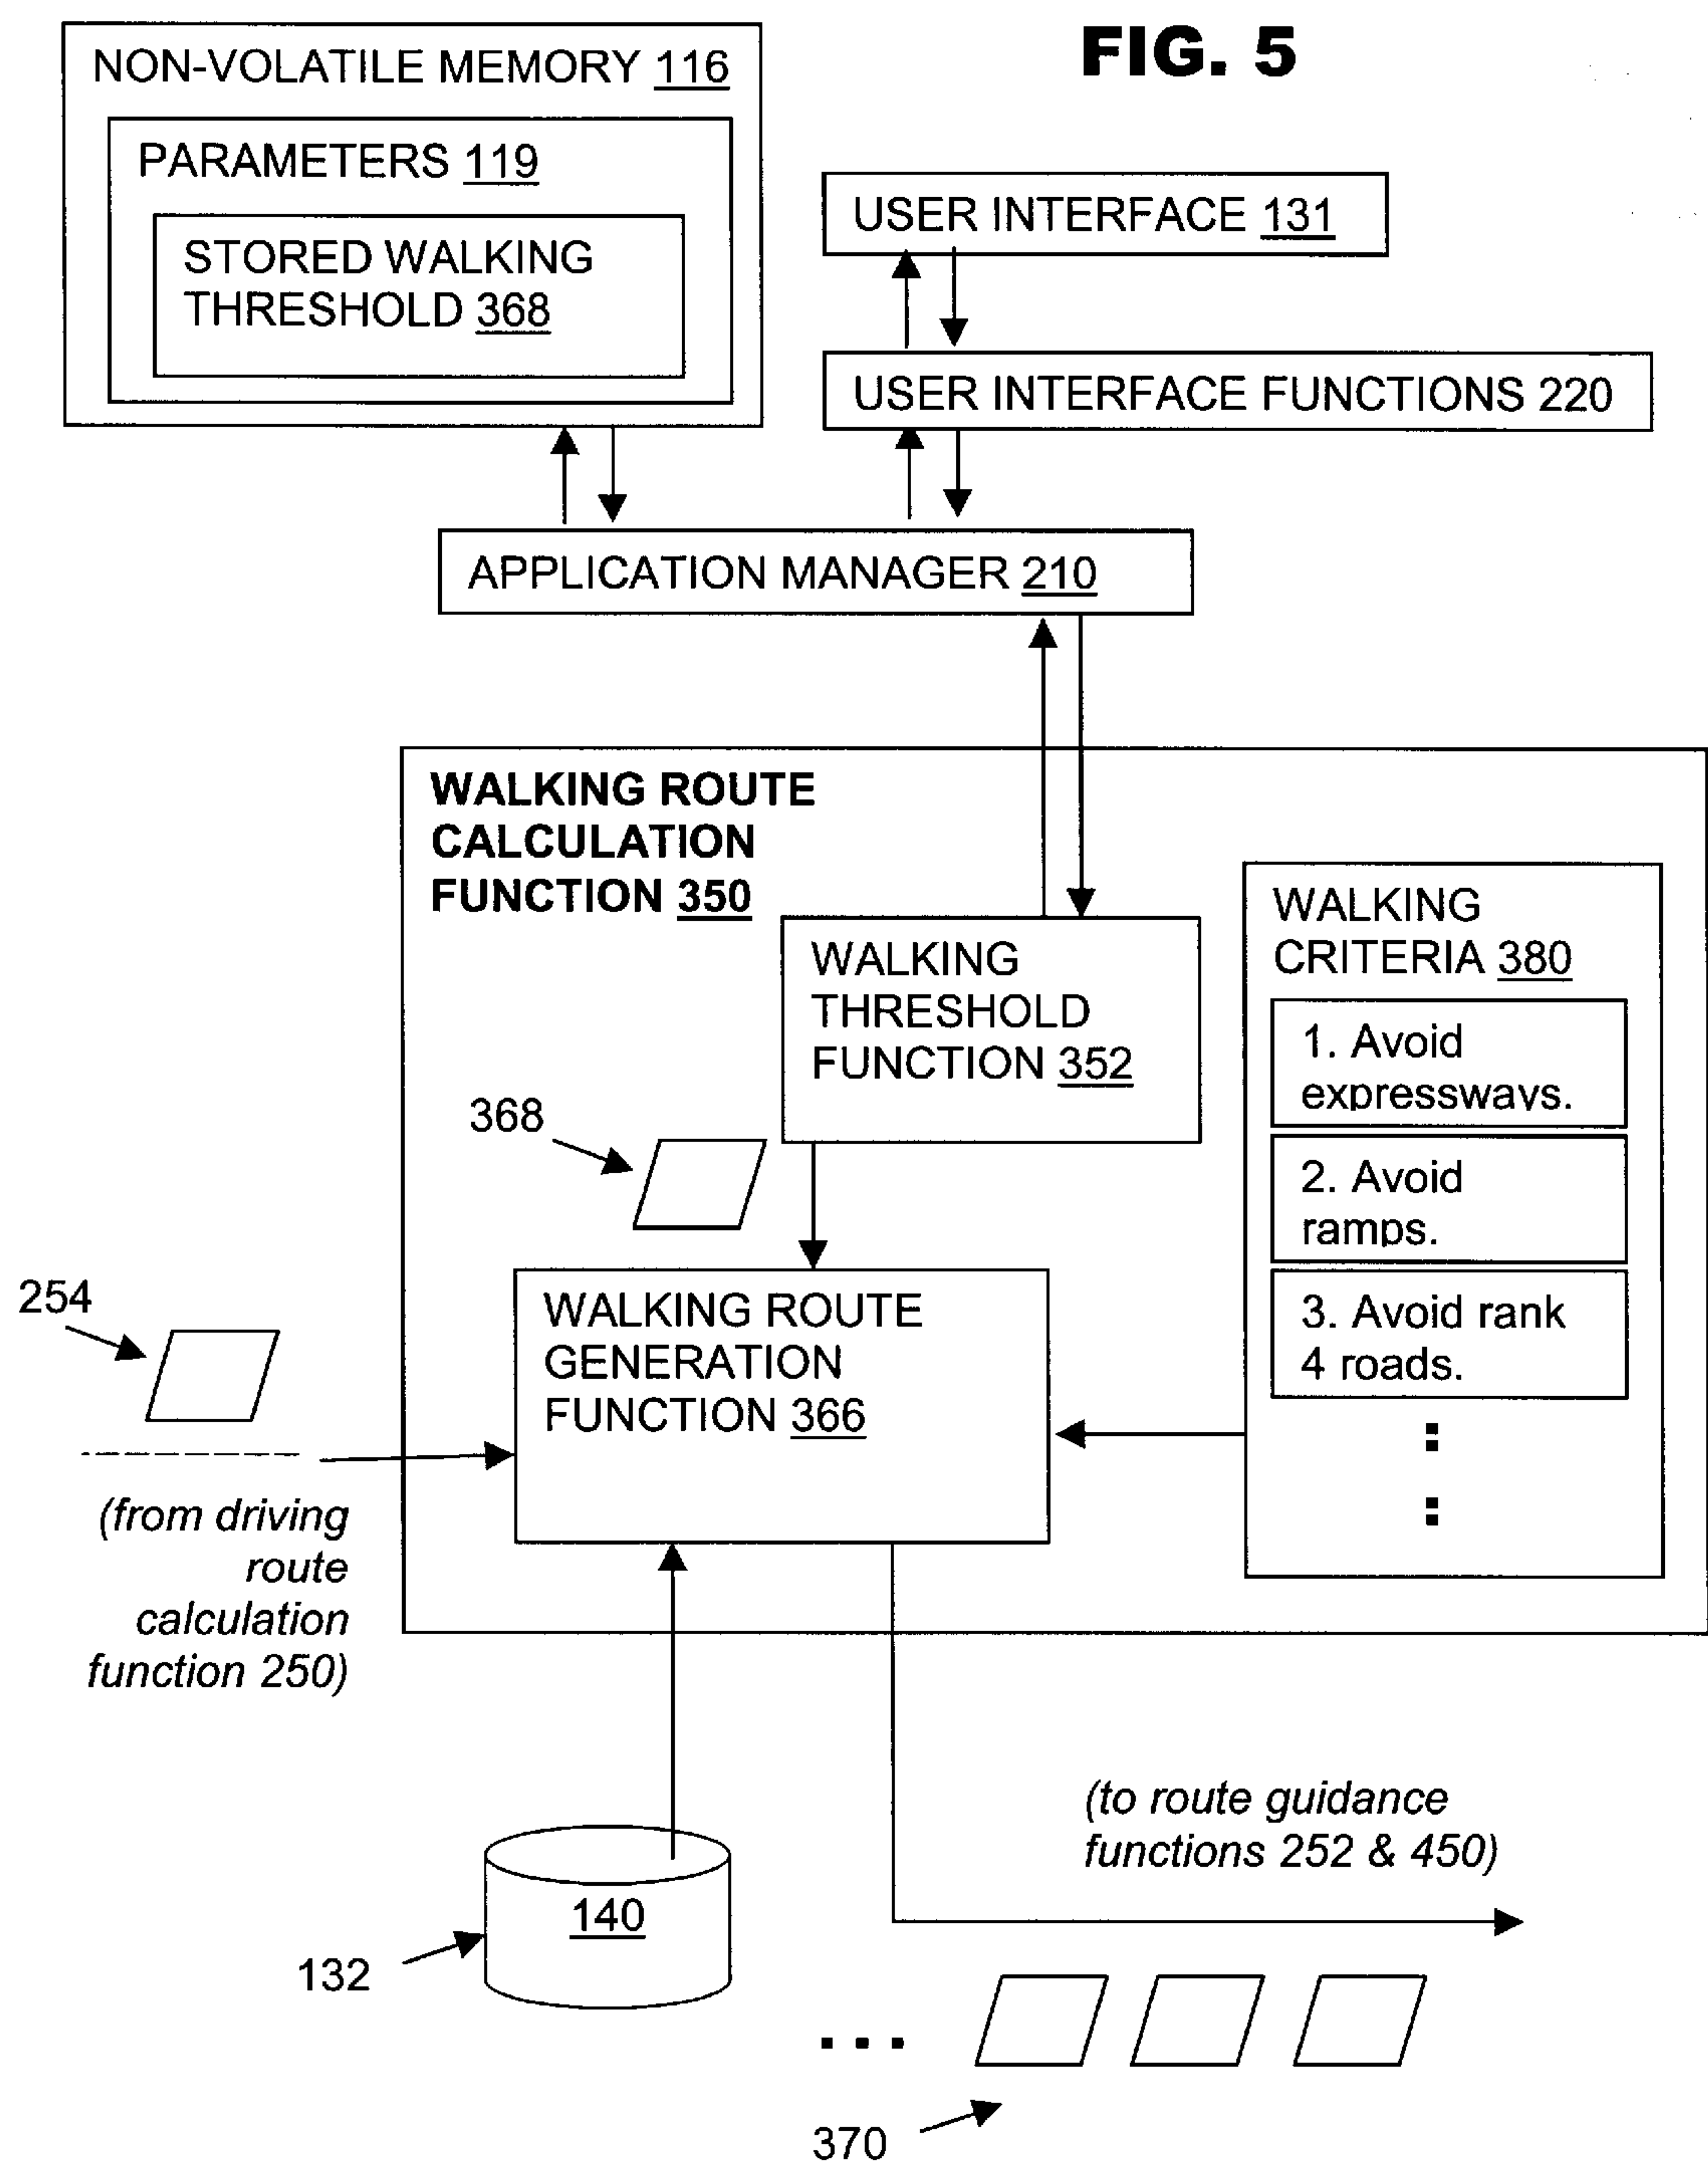 FIG. 5
NON-VOLATILE MEMORY 116
PARAMETERS 119
STORED WALKING
THRESHOLD 368
USER INTERFACE 131
USER INTERFACE FUNCTIONS 220
APPLICATION MANAGER 210
WALKING ROUTE
CALCULATION
FUNCTION 350
WALKING
THRESHOLD
FUNCTION 352
WALKING
CRITERIA 380
1. Avoid
expressways.
2. Avoid
ramps.
3. Avoid rank
4 roads.
368
254
WALKING ROUTE
GENERATION
FUNCTION 366
(from driving
route
calculation
function 250)
(to route guidance
functions 252 & 450)
140
132
...
370